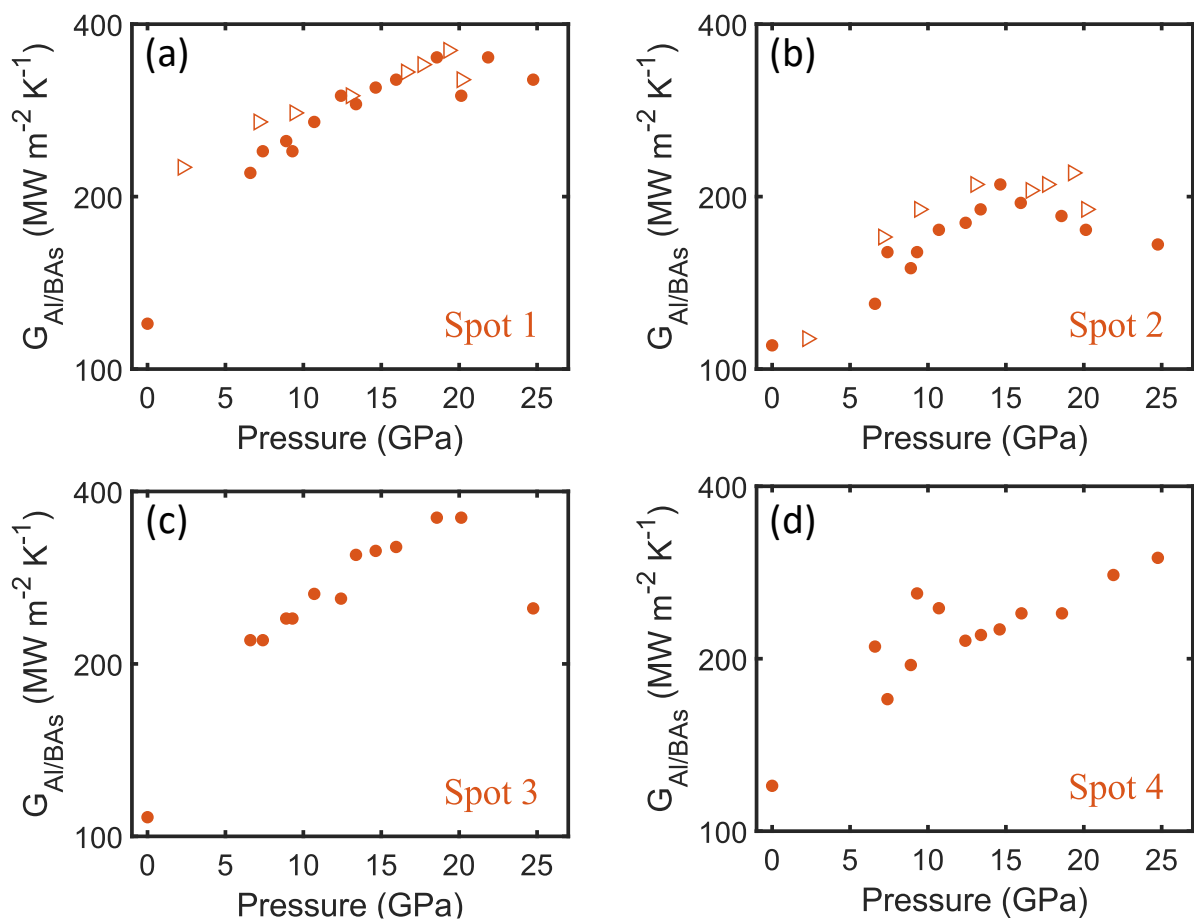 (a)
400
200
100
G_Al/BAs (MW m^-2 K^-1)
Spot 1
0 5 10 15 20 25
Pressure (GPa)
(b)
400
200
100
G_Al/BAs (MW m^-2 K^-1)
Spot 2
0 5 10 15 20 25
Pressure (GPa)
(c)
400
200
100
G_Al/BAs (MW m^-2 K^-1)
Spot 3
0 5 10 15 20 25
Pressure (GPa)
(d)
400
200
100
G_Al/BAs (MW m^-2 K^-1)
Spot 4
0 5 10 15 20 25
Pressure (GPa)